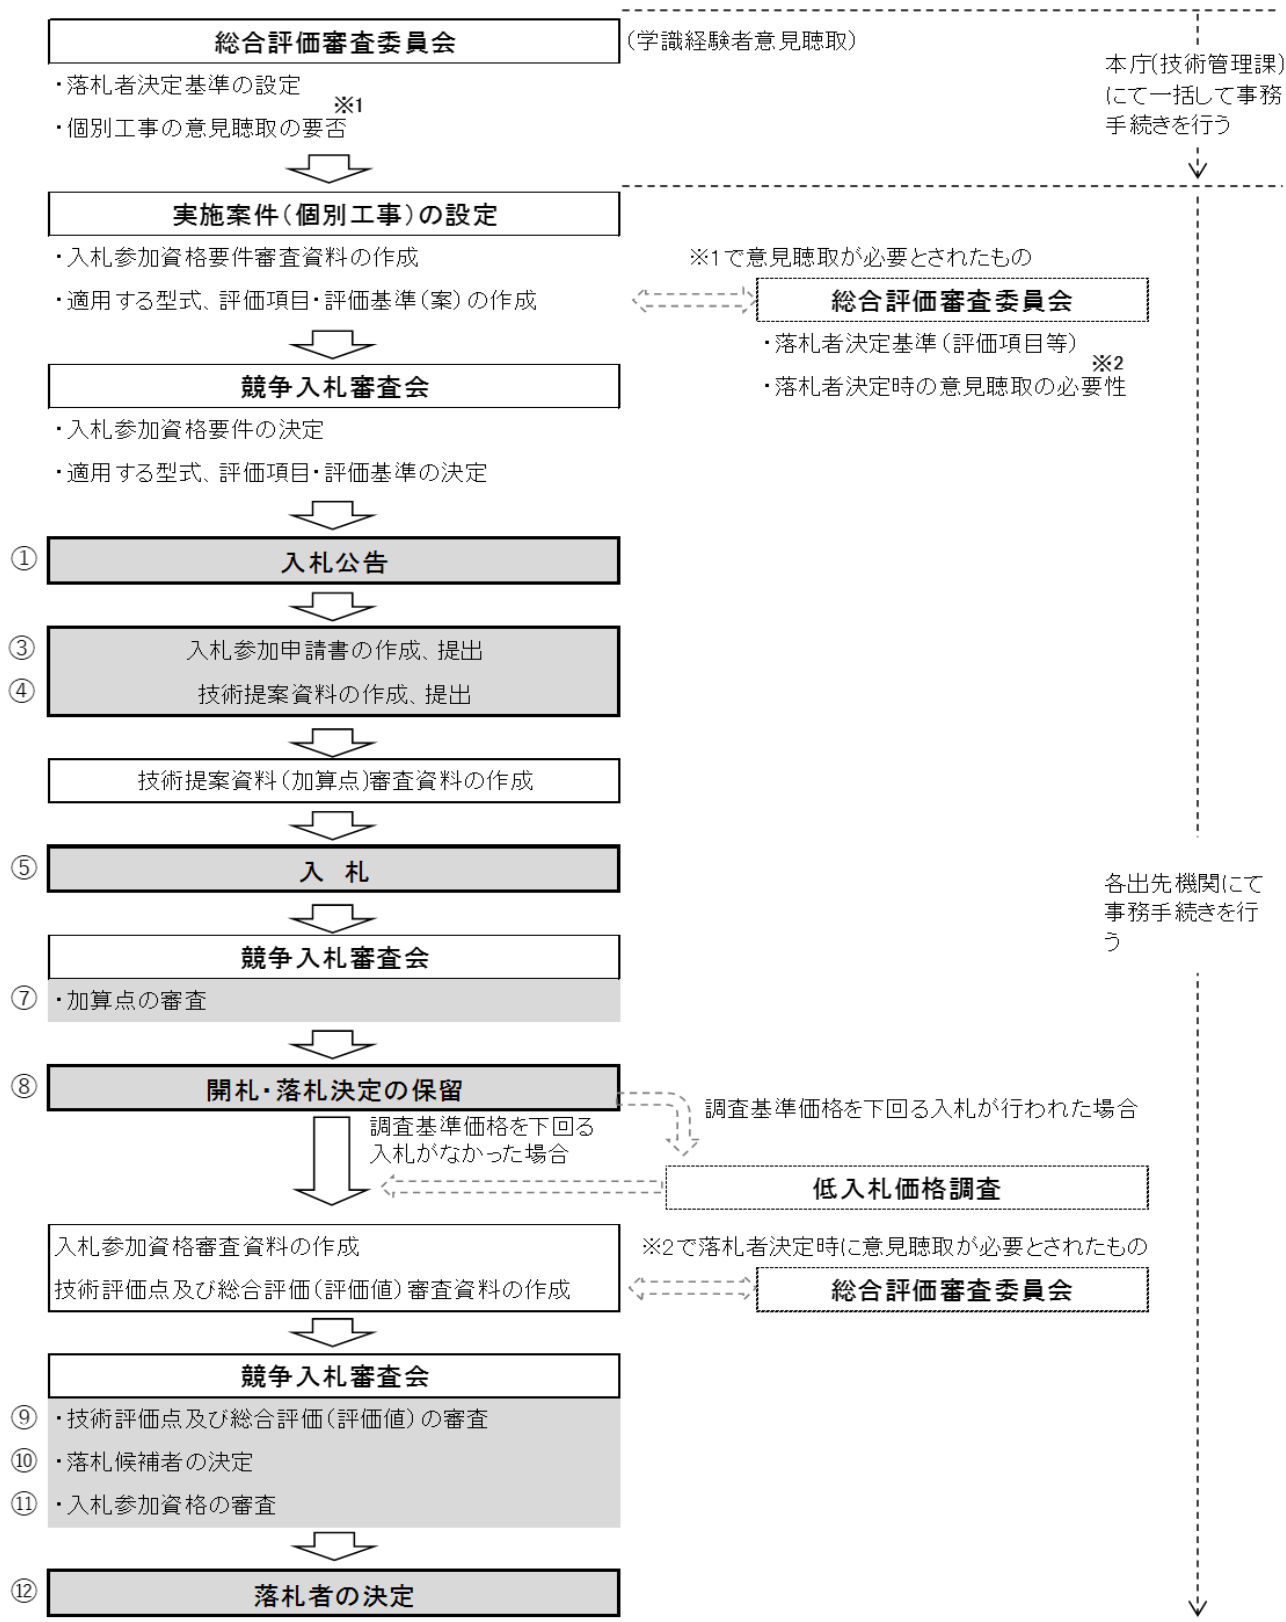 総合評価審査委員会
(学識経験者意見聴取)
・落札者決定基準の設定
※1
・個別工事の意見聴取の要否
本庁(技術管理課)
にて一括して事務
手続きを行う
実施案件(個別工事)の設定
・入札参加資格要件審査資料の作成
・適用する型式、評価項目・評価基準(案)の作成
※1で意見聴取が必要とされたもの
総合評価審査委員会
・落札者決定基準(評価項目等)
※2
・落札者決定時の意見聴取の必要性
競争入札審査会
・入札参加資格要件の決定
・適用する型式、評価項目・評価基準の決定
① 入札公告
③ 入札参加申請書の作成、提出
④ 技術提案資料の作成、提出
技術提案資料(加算点)審査資料の作成
⑤ 入 札
各出先機関にて
事務手続きを行
う
競争入札審査会
⑦ ・加算点の審査
⑧ 開札・落札決定の保留
調査基準価格を下回る入札が行われた場合
調査基準価格を下回る
入札がなかった場合
低入札価格調査
入札参加資格審査資料の作成
技術評価点及び総合評価(評価値)審査資料の作成
※2で落札者決定時に意見聴取が必要とされたもの
総合評価審査委員会
競争入札審査会
⑨ ・技術評価点及び総合評価(評価値)の審査
⑩ ・落札候補者の決定
⑪ ・入札参加資格の審査
⑫ 落札者の決定